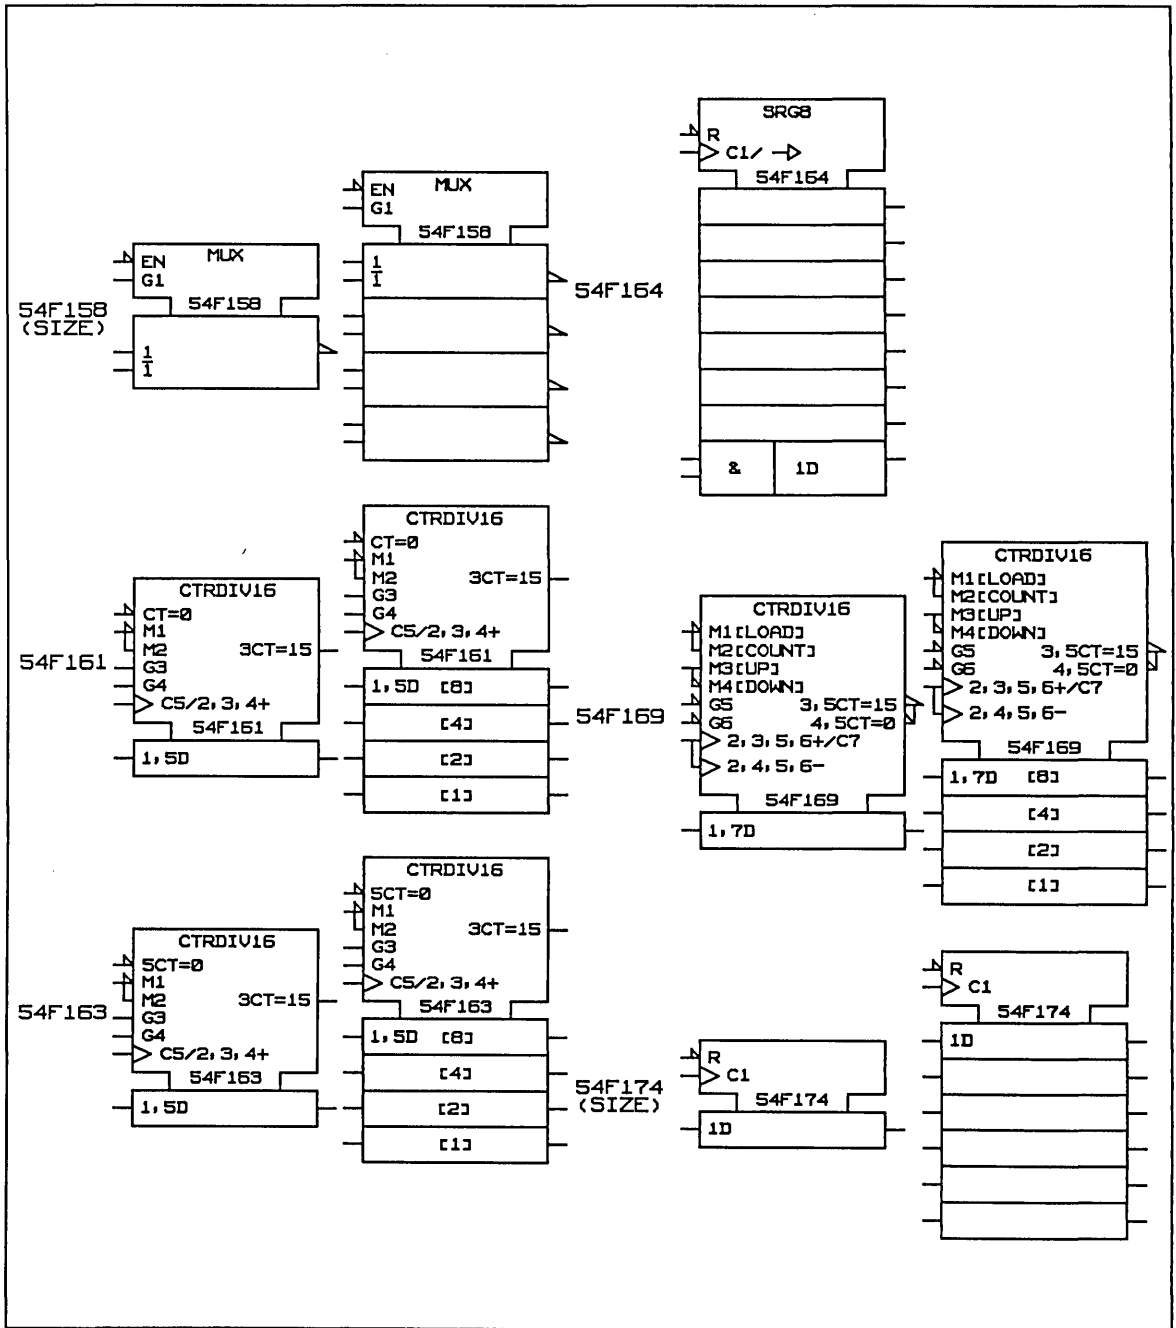 SRG8
R
C1/
54F164
54F164
&
1D
MUX
EN
G1
54F158
1
1
MUX
EN
G1
54F158
54F158
(SIZE)
1
1
CTRDIV16
CT=0
M1
M2
3CT=15
G3
G4
C5/2,3,4+
54F161
1,5D [8]
[4]
[2]
[1]
CTRDIV16
CT=0
M1
M2
3CT=15
G3
G4
C5/2,3,4+
54F161
54F161
1,5D
CTRDIV16
M1[LOAD]
M2[COUNT]
M3[UP]
M4[DOWN]
G5 3,5CT=15
G6 4,5CT=0
2,3,5,6+/C7
2,4,5,6-
54F169
54F169
1,7D
CTRDIV16
M1[LOAD]
M2[COUNT]
M3[UP]
M4[DOWN]
G5 3,5CT=15
G6 4,5CT=0
2,3,5,6+/C7
2,4,5,6-
54F169
1,7D [8]
[4]
[2]
[1]
CTRDIV16
5CT=0
M1
M2
3CT=15
G3
G4
C5/2,3,4+
54F163
1,5D [8]
[4]
[2]
[1]
CTRDIV16
5CT=0
M1
M2
3CT=15
G3
G4
C5/2,3,4+
54F163
54F163
1,5D
54F174
(SIZE)
R
C1
54F174
1D
R
C1
54F174
1D